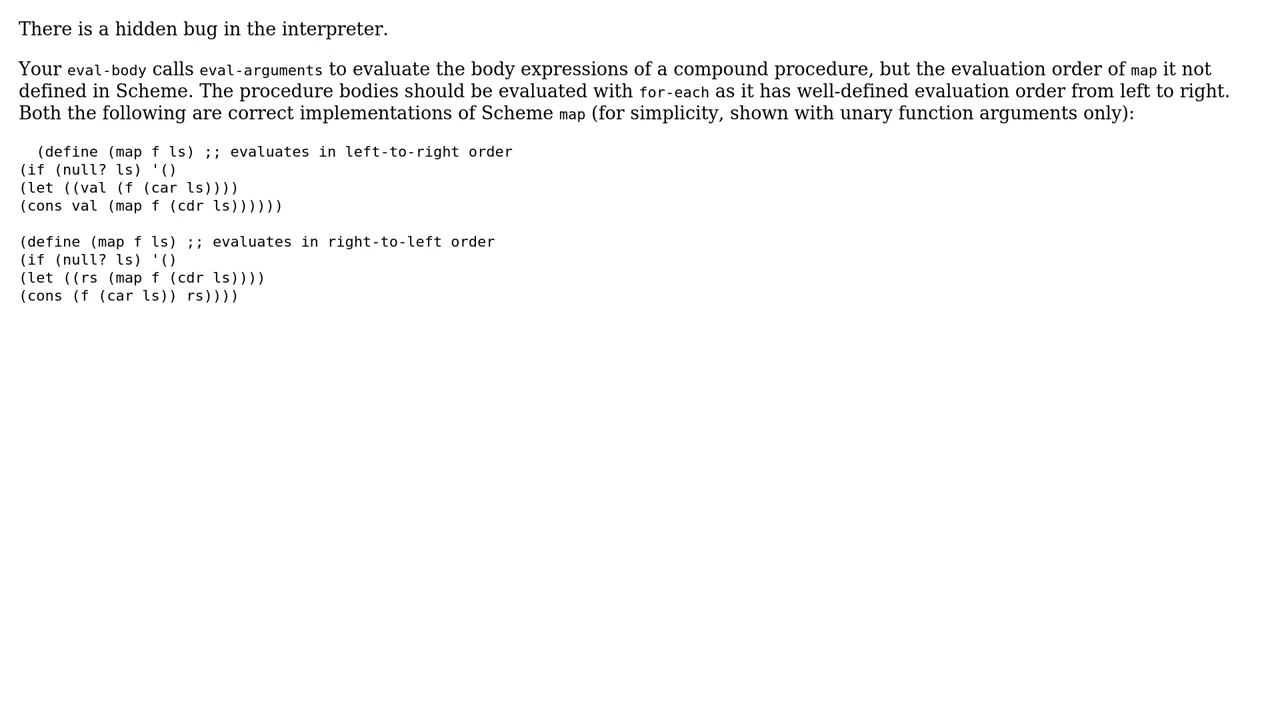 There is a hidden bug in the interpreter.
Your eval-body calls eval-arguments to evaluate the body expressions of a compound procedure, but the evaluation order of map it not
defined in Scheme. The procedure bodies should be evaluated with for-each as it has well-defined evaluation order from left to right.
Both the following are correct implementations of Scheme map (for simplicity, shown with unary function arguments only):
(define (map f ls) ;; evaluates in left-to-right order
(if (null? ls) '()
(let ((val (f (car ls))))
(cons val (map f (cdr ls))))))
(define (map f ls) ;; evaluates in right-to-left order
(if (null? ls) '()
(let ((rs (map f (cdr ls))))
(cons (f (car ls)) rs))))